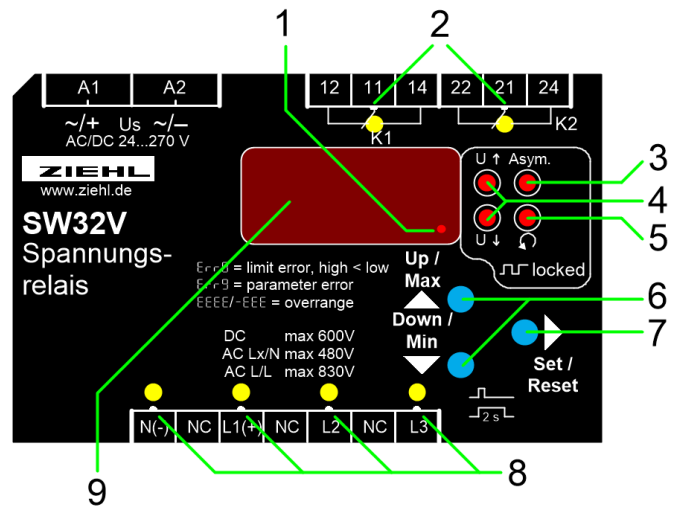 1 2
A1 A2 12 11 14 22 21 24
~/+ Us ~/–
AC/DC 24...270 V
K1 K2
ZIEHL
www.ziehl.de
U ↑ Asym.
3
4
5
U ↓
locked
SW32V
Spannungs-
relais
Err8 = limit error, high < low
Err9 = parameter error
EEEE/-EEE = overrange
Up /
Max
Down /
Min
6
7
DC max 600V
AC Lx/N max 480V
AC L/L max 830V
Set /
Reset
2 s
N(-) NC L1(+) NC L2 NC L3
9 8